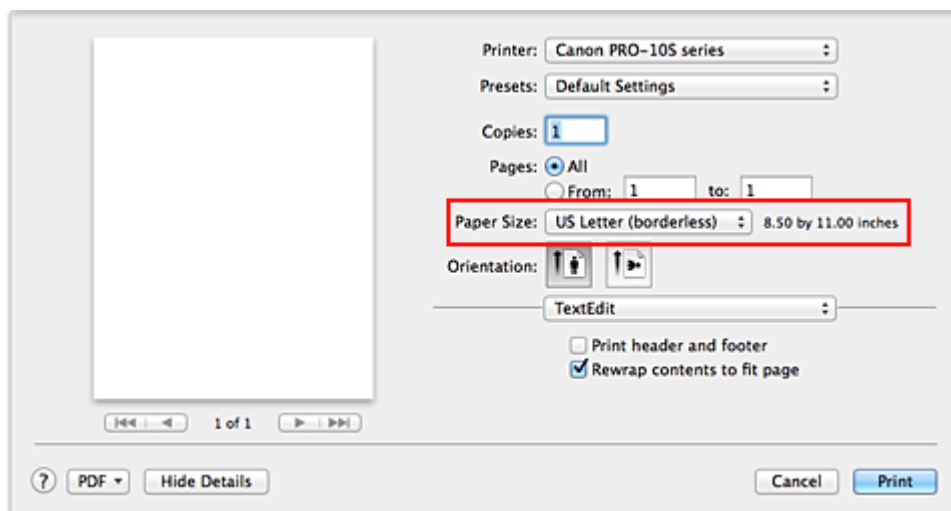 Printer: Canon PRO-10S series
Presets: Default Settings
Copies: 1
Pages: All
From: 1 to: 1
Paper Size: US Letter (borderless) 8.50 by 11.00 inches
Orientation:
TextEdit
Print header and footer
Rewrap contents to fit page
1 of 1
? PDF Hide Details Cancel Print